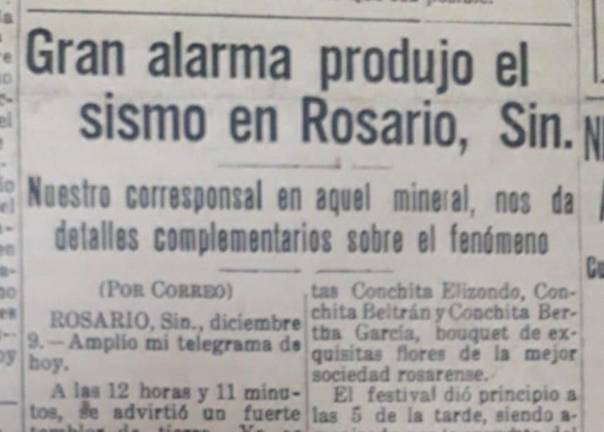 Gran alarma produjo el
sismo en Rosario, Sin.
Nuestro corresponsal en aquel mineral, nos da
detalles complementarios sobre el fenómeno
(POR CORREO)
ROSARIO, Sin., diciembre
9.—Amplio mi telegrama de
hoy.
A las 12 horas y 11 minu-
tos, se advirtió un fuerte
tas Conchita Elizondo, Con-
chita Beltrán y Conchita Ber-
tha García, bouquet de ex-
quisitas flores de la mejor
sociedad rosarense.
El festival dió principio a
las 5 de la tarde, siendo a-